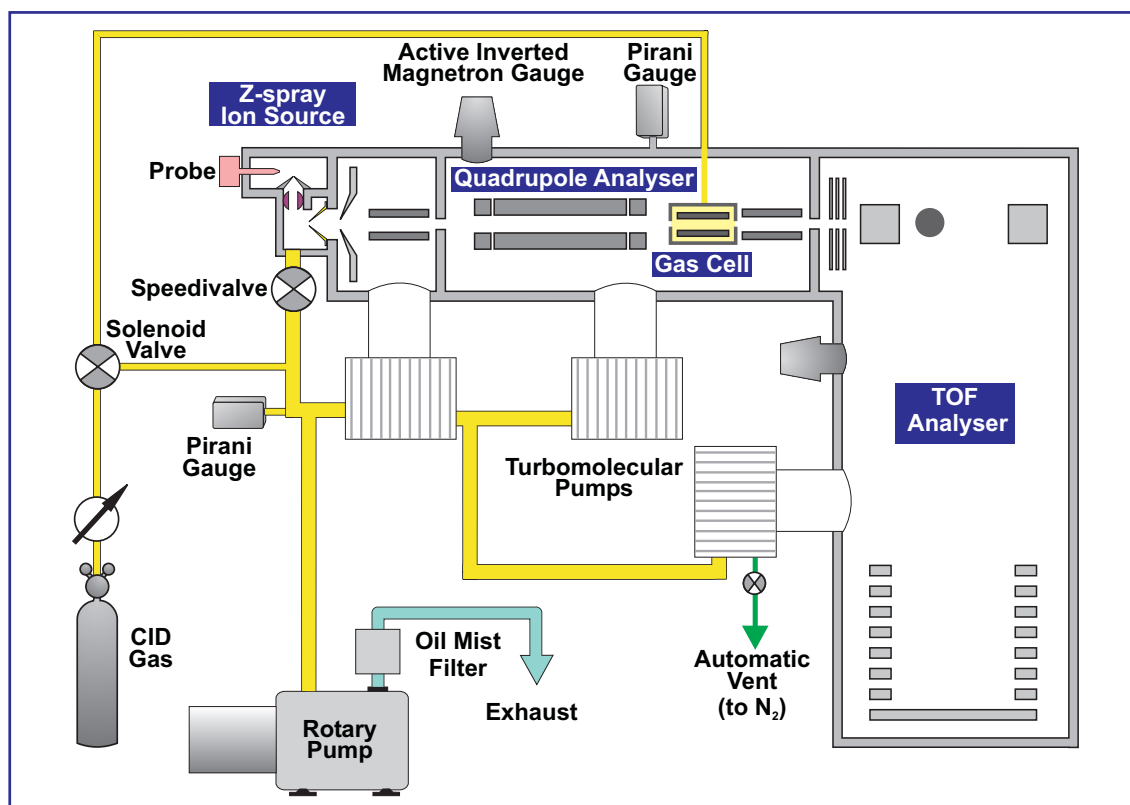 Active Inverted
Magnetron Gauge
Pirani
Gauge
Z-spray
Ion Source
Probe
Quadrupole Analyser
Gas Cell
Speedivalve
Solenoid
Valve
Pirani
Gauge
TOF
Analyser
Turbomolecular
Pumps
CID
Gas
Oil Mist
Filter
Exhaust
Automatic
Vent
(to N₂)
Rotary
Pump